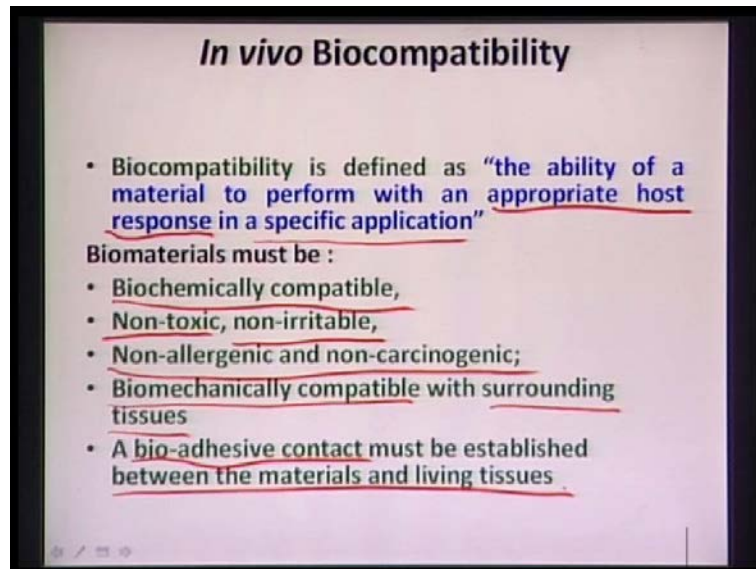 In vivo Biocompatibility
• Biocompatibility is defined as "the ability of a
material to perform with an appropriate host
response in a specific application"
Biomaterials must be :
• Biochemically compatible,
• Non-toxic, non-irritable,
• Non-allergenic and non-carcinogenic;
• Biomechanically compatible with surrounding
tissues
• A bio-adhesive contact must be established
between the materials and living tissues